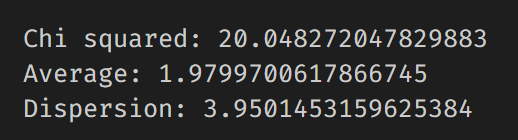 Chi squared: 20.048272047829883
Average: 1.9799700617866745
Dispersion: 3.9501453159625384